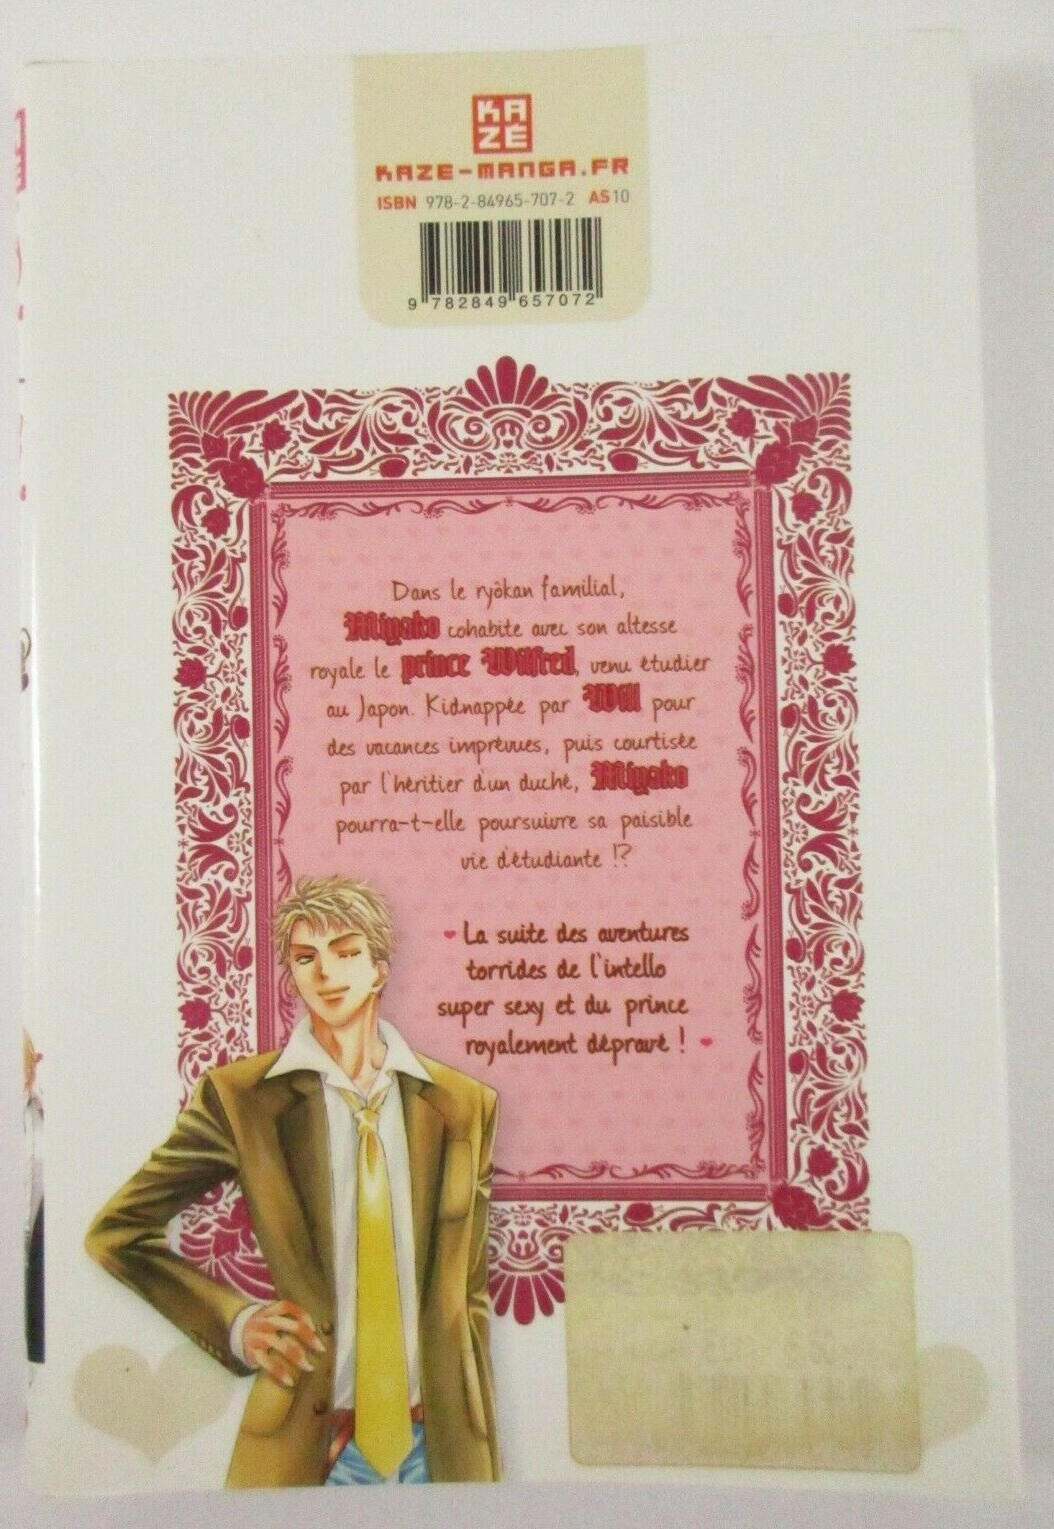 KA
ZÉ
KAZE-MANGA.FR
ISBN 978-2-84965-707-2 AS10
9 782849 657072
Dans le ryôkan familial,
Miyako cohabite avec son altesse
royale le prince Wilfred, venu étudier
au Japon. Kidnappée par Will pour
des vacances imprévues, puis courtisée
par l'héritier d'un duché, Miyako
pourra-t-elle poursuivre sa paisible
vie d'étudiante !?
La suite des aventures
torrides de l'intello
super sexy et du prince
royalement dépravé !